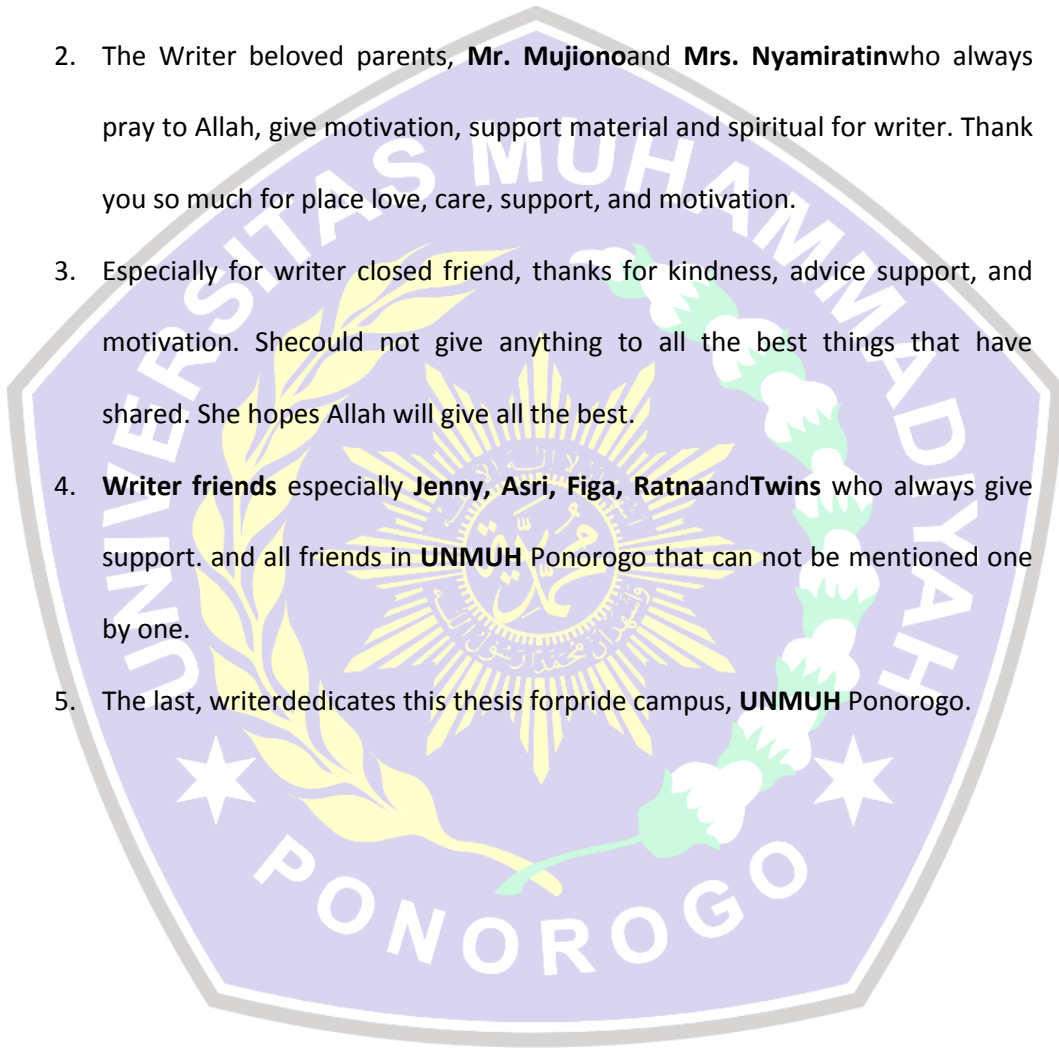 2. The Writer beloved parents, Mr. Mujionoand Mrs. Nyamiratinwho always
pray to Allah, give motivation, support material and spiritual for writer. Thank
you so much for place love, care, support, and motivation.
3. Especially for writer closed friend, thanks for kindness, advice support, and
motivation. Shecould not give anything to all the best things that have
shared. She hopes Allah will give all the best.
4. Writer friends especially Jenny, Asri, Figa, RatnaandTwins who always give
support. and all friends in UNMUH Ponorogo that can not be mentioned one
by one.
5. The last, writerdedicates this thesis forpride campus, UNMUH Ponorogo.
UNIVERSITAS MUHAMMADIYAH
PONOROGO